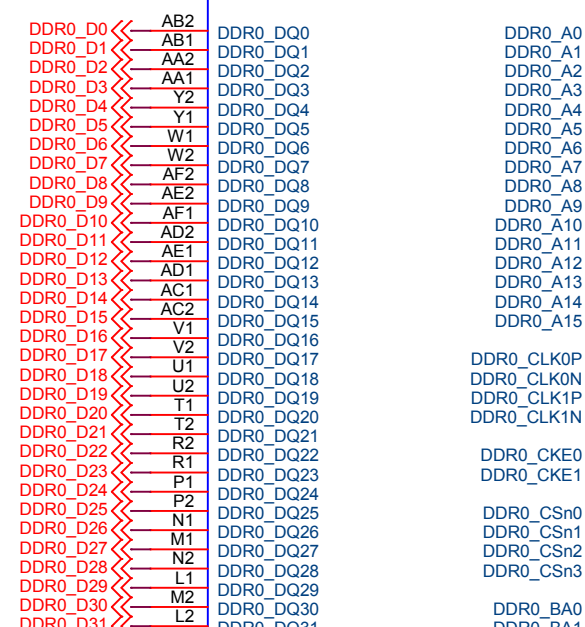 DDR0_D0 AB2 DDR0_DQ0 DDR0_A0
DDR0_D1 AB1 DDR0_DQ1 DDR0_A1
DDR0_D2 AA2 DDR0_DQ2 DDR0_A2
DDR0_D3 AA1 DDR0_DQ3 DDR0_A3
DDR0_D4 Y2 DDR0_DQ4 DDR0_A4
DDR0_D5 Y1 DDR0_DQ5 DDR0_A5
DDR0_D6 W1 DDR0_DQ6 DDR0_A6
DDR0_D7 W2 DDR0_DQ7 DDR0_A7
DDR0_D8 AF2 DDR0_DQ8 DDR0_A8
DDR0_D9 AE2 DDR0_DQ9 DDR0_A9
DDR0_D10 AF1 DDR0_DQ10 DDR0_A10
DDR0_D11 AD2 DDR0_DQ11 DDR0_A11
DDR0_D12 AE1 DDR0_DQ12 DDR0_A12
DDR0_D13 AD1 DDR0_DQ13 DDR0_A13
DDR0_D14 AC1 DDR0_DQ14 DDR0_A14
DDR0_D15 AC2 DDR0_DQ15 DDR0_A15
DDR0_D16 V1 DDR0_DQ16
DDR0_D17 V2 DDR0_DQ17 DDR0_CLK0P
DDR0_D18 U1 DDR0_DQ18 DDR0_CLK0N
DDR0_D19 U2 DDR0_DQ19 DDR0_CLK1P
DDR0_D20 T1 DDR0_DQ20 DDR0_CLK1N
DDR0_D21 T2 DDR0_DQ21
DDR0_D22 R2 DDR0_DQ22 DDR0_CKE0
DDR0_D23 R1 DDR0_DQ23 DDR0_CKE1
DDR0_D24 P1 DDR0_DQ24
DDR0_D25 P2 DDR0_DQ25 DDR0_CSn0
DDR0_D26 N1 DDR0_DQ26 DDR0_CSn1
DDR0_D27 M1 DDR0_DQ27 DDR0_CSn2
DDR0_D28 N2 DDR0_DQ28 DDR0_CSn3
DDR0_D29 L1 DDR0_DQ29
DDR0_D30 M2 DDR0_DQ30 DDR0_BA0
DDR0_D31 L2 DDR0_DQ31 DDR0_BA1